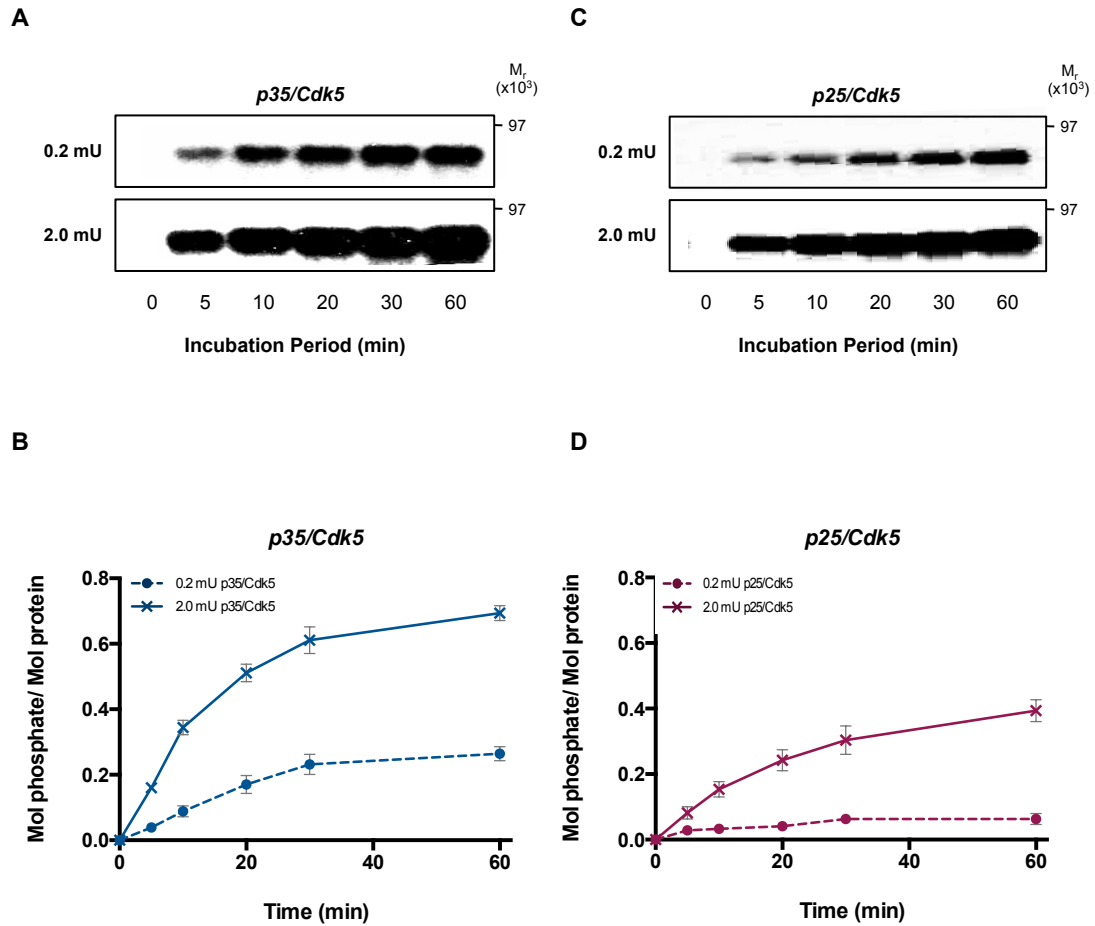 A
p35/Cdk5
Mr
(x10³)
97
0.2 mU
97
2.0 mU
0 5 10 20 30 60
Incubation Period (min)
C
p25/Cdk5
Mr
(x10³)
97
0.2 mU
97
2.0 mU
0 5 10 20 30 60
Incubation Period (min)
B
p35/Cdk5
Mol phosphate/ Mol protein
0.8
0.6
0.4
0.2
0.0
0.2 mU p35/Cdk5
2.0 mU p35/Cdk5
0 20 40 60
Time (min)
D
p25/Cdk5
Mol phosphate/ Mol protein
0.8
0.6
0.4
0.2
0.0
0.2 mU p25/Cdk5
2.0 mU p25/Cdk5
0 20 40 60
Time (min)